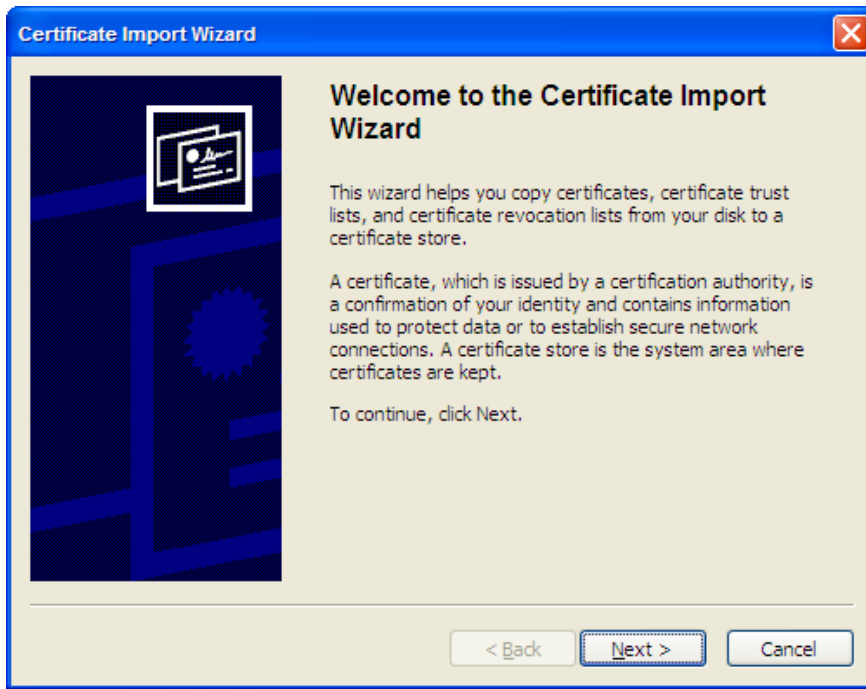 Certificate Import Wizard
Welcome to the Certificate Import
Wizard
This wizard helps you copy certificates, certificate trust
lists, and certificate revocation lists from your disk to a
certificate store.
A certificate, which is issued by a certification authority, is
a confirmation of your identity and contains information
used to protect data or to establish secure network
connections. A certificate store is the system area where
certificates are kept.
To continue, click Next.
< Back
Next >
Cancel